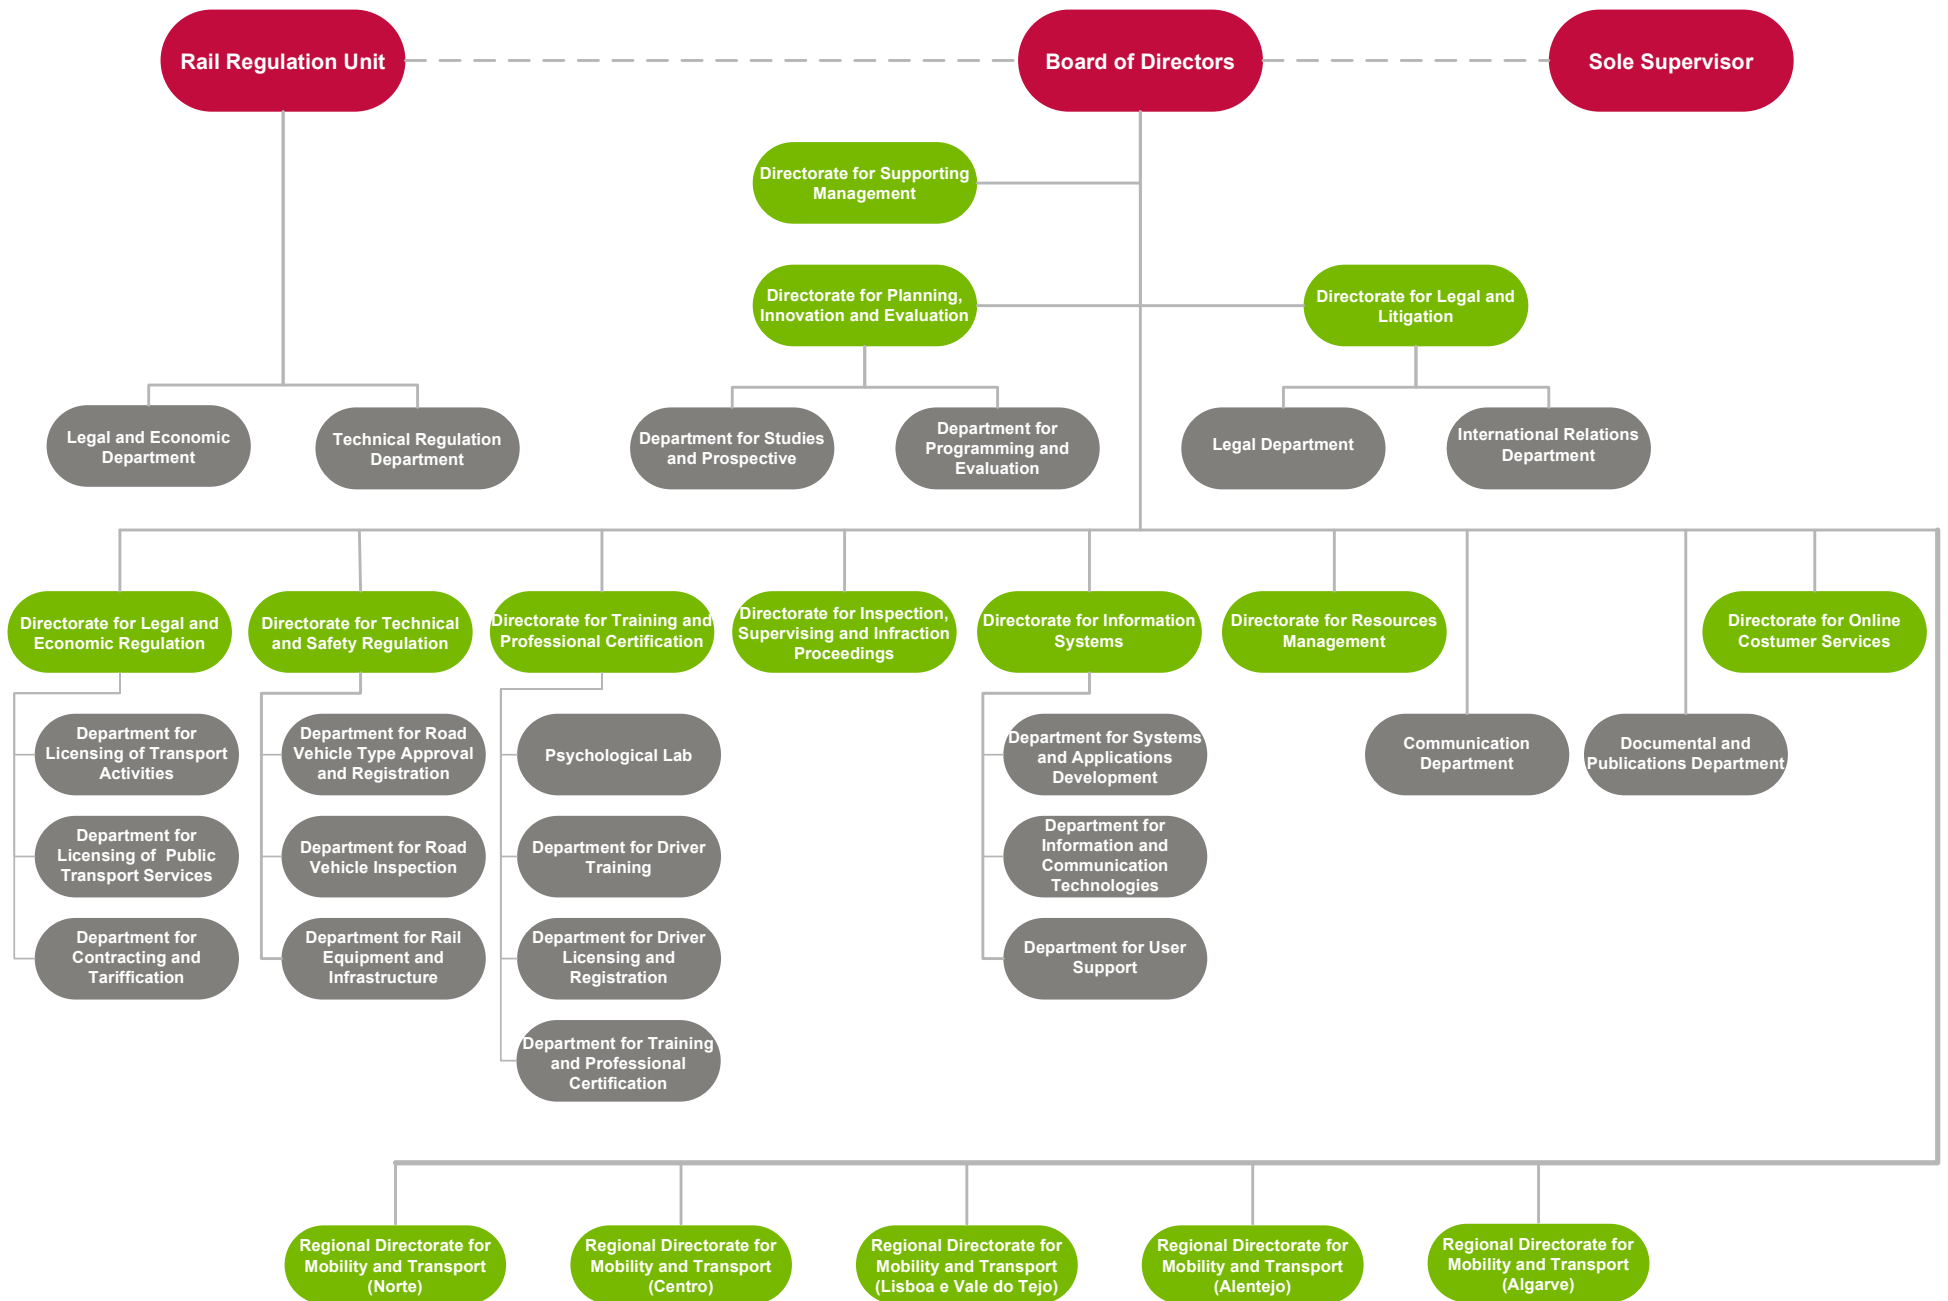 Rail Regulation Unit
Board of Directors
Sole Supervisor
Directorate for Supporting
Management
Directorate for Planning,
Innovation and Evaluation
Directorate for Legal and
Litigation
Legal and Economic
Department
Technical Regulation
Department
Department for Studies
and Prospective
Department for
Programming and
Evaluation
Legal Department
International Relations
Department
Directorate for Legal and
Economic Regulation
Directorate for Technical
and Safety Regulation
Directorate for Training and
Professional Certification
Directorate for Inspection,
Supervising and Infraction
Proceedings
Directorate for Information
Systems
Directorate for Resources
Management
Directorate for Online
Costumer Services
Department for
Licensing of Transport
Activities
Department for Road
Vehicle Type Approval
and Registration
Psychological Lab
Department for Systems
and Applications
Development
Communication
Department
Documental and
Publications Department
Department for
Licensing of  Public
Transport Services
Department for Road
Vehicle Inspection
Department for Driver
Training
Department for
Information and
Communication
Technologies
Department for
Contracting and
Tariffication
Department for Rail
Equipment and
Infrastructure
Department for Driver
Licensing and
Registration
Department for User
Support
Department for Training
and Professional
Certification
Regional Directorate for
Mobility and Transport
(Norte)
Regional Directorate for
Mobility and Transport
(Centro)
Regional Directorate for
Mobility and Transport
(Lisboa e Vale do Tejo)
Regional Directorate for
Mobility and Transport
(Alentejo)
Regional Directorate for
Mobility and Transport
(Algarve)